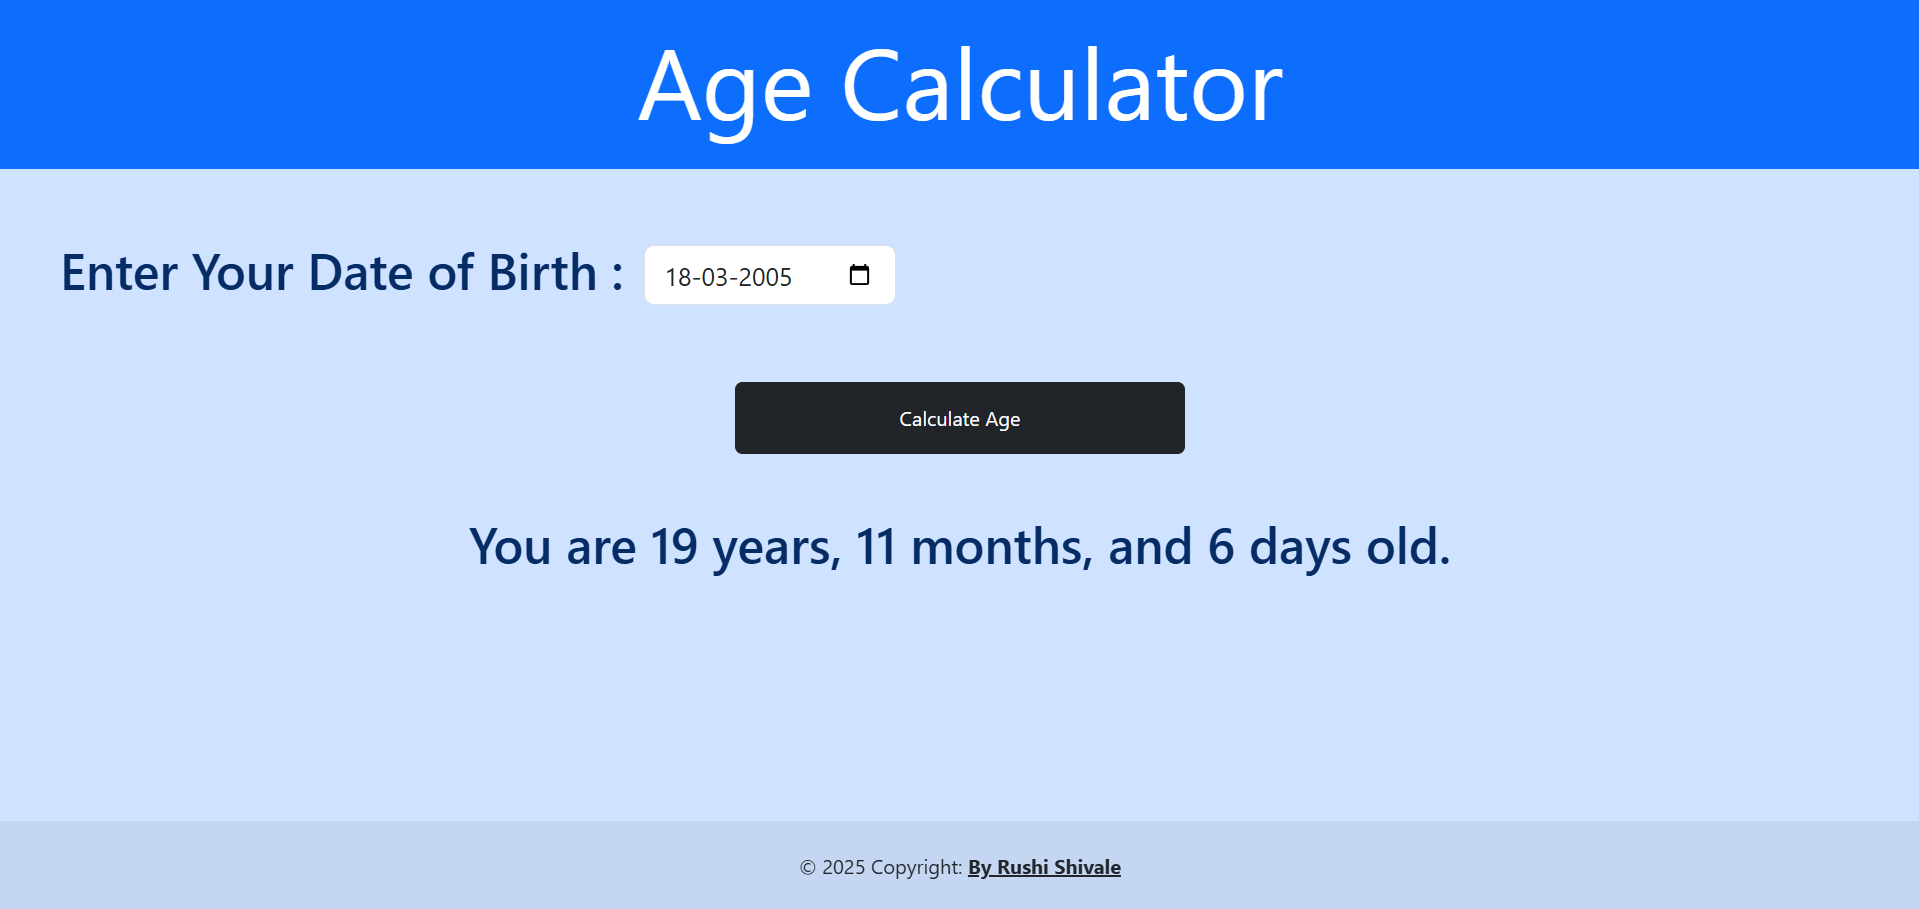 Age Calculator
Enter Your Date of Birth : 18-03-2005
Calculate Age
You are 19 years, 11 months, and 6 days old.
© 2025 Copyright: By Rushi Shivale